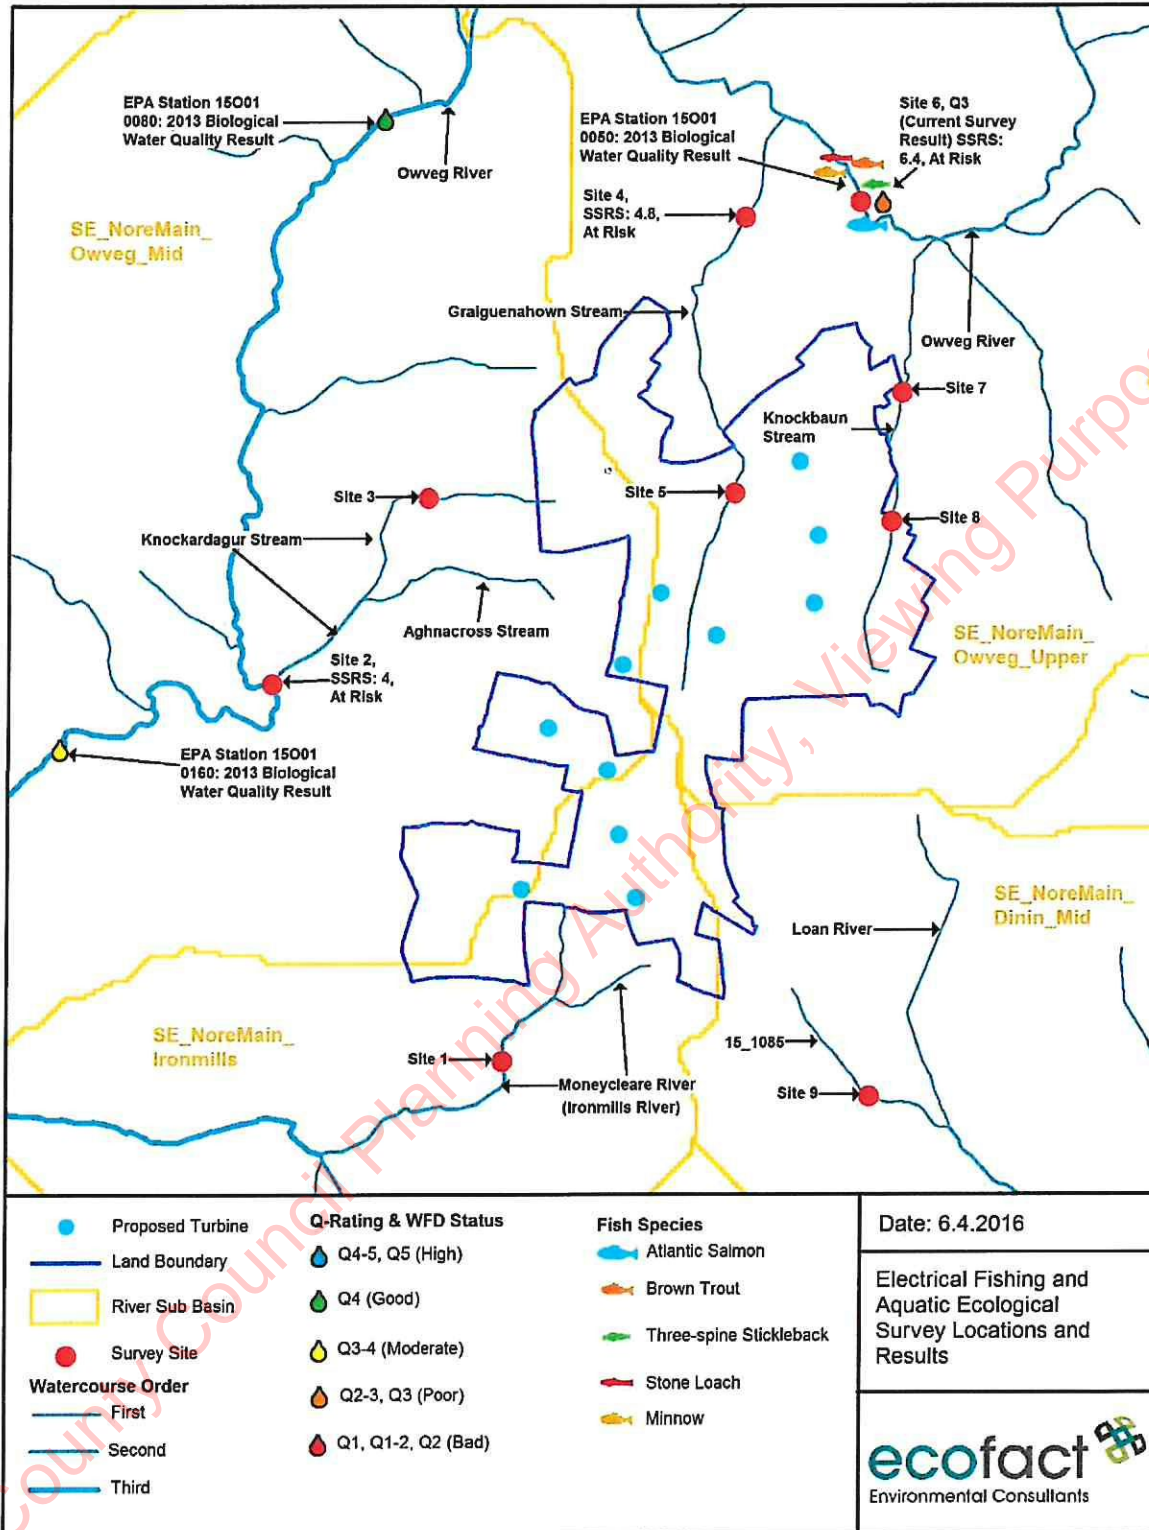 EPA Station 15O01
0080: 2013 Biological
Water Quality Result
Owveg River
EPA Station 15O01
0050: 2013 Biological
Water Quality Result
Site 6, Q3
(Current Survey
Result) SSRS:
6.4, At Risk
Site 4,
SSRS: 4.8,
At Risk
SE_NoreMain_
Owveg_Mid
Graiguenahown Stream
Owveg River
Site 7
Knockbaun
Stream
Site 3
Site 5
Site 8
Knockardagur Stream
Aghnacross Stream
SE_NoreMain_
Owveg_Upper
Site 2,
SSRS: 4,
At Risk
EPA Station 15O01
0160: 2013 Biological
Water Quality Result
SE_NoreMain_
Dinin_Mid
Loan River
SE_NoreMain_
Ironmills
15_1085
Site 1
Moneycleare River
(Ironmills River)
Site 9
County Council Planning Authority, Viewing Purpos
Proposed Turbine
Land Boundary
River Sub Basin
Survey Site
Watercourse Order
First
Second
Third
Q-Rating & WFD Status
Q4-5, Q5 (High)
Q4 (Good)
Q3-4 (Moderate)
Q2-3, Q3 (Poor)
Q1, Q1-2, Q2 (Bad)
Fish Species
Atlantic Salmon
Brown Trout
Three-spine Stickleback
Stone Loach
Minnow
Date: 6.4.2016
Electrical Fishing and
Aquatic Ecological
Survey Locations and
Results
ecofact
Environmental Consultants